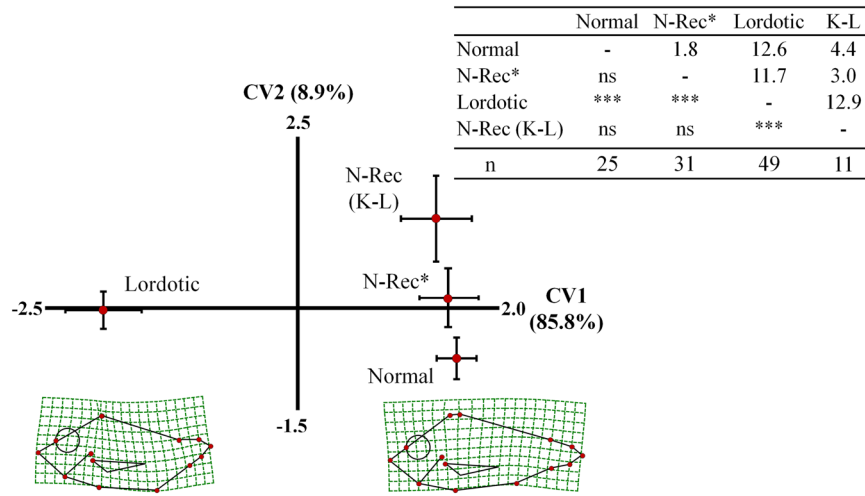 Normal N-Rec* Lordotic K-L
Normal - 1.8 12.6 4.4
N-Rec* ns - 11.7 3.0
Lordotic *** *** - 12.9
N-Rec (K-L) ns ns *** -
n 25 31 49 11
CV2 (8.9%)
2.5
N-Rec
(K-L)
Lordotic
N-Rec*
-2.5
2.0
CV1
(85.8%)
Normal
-1.5